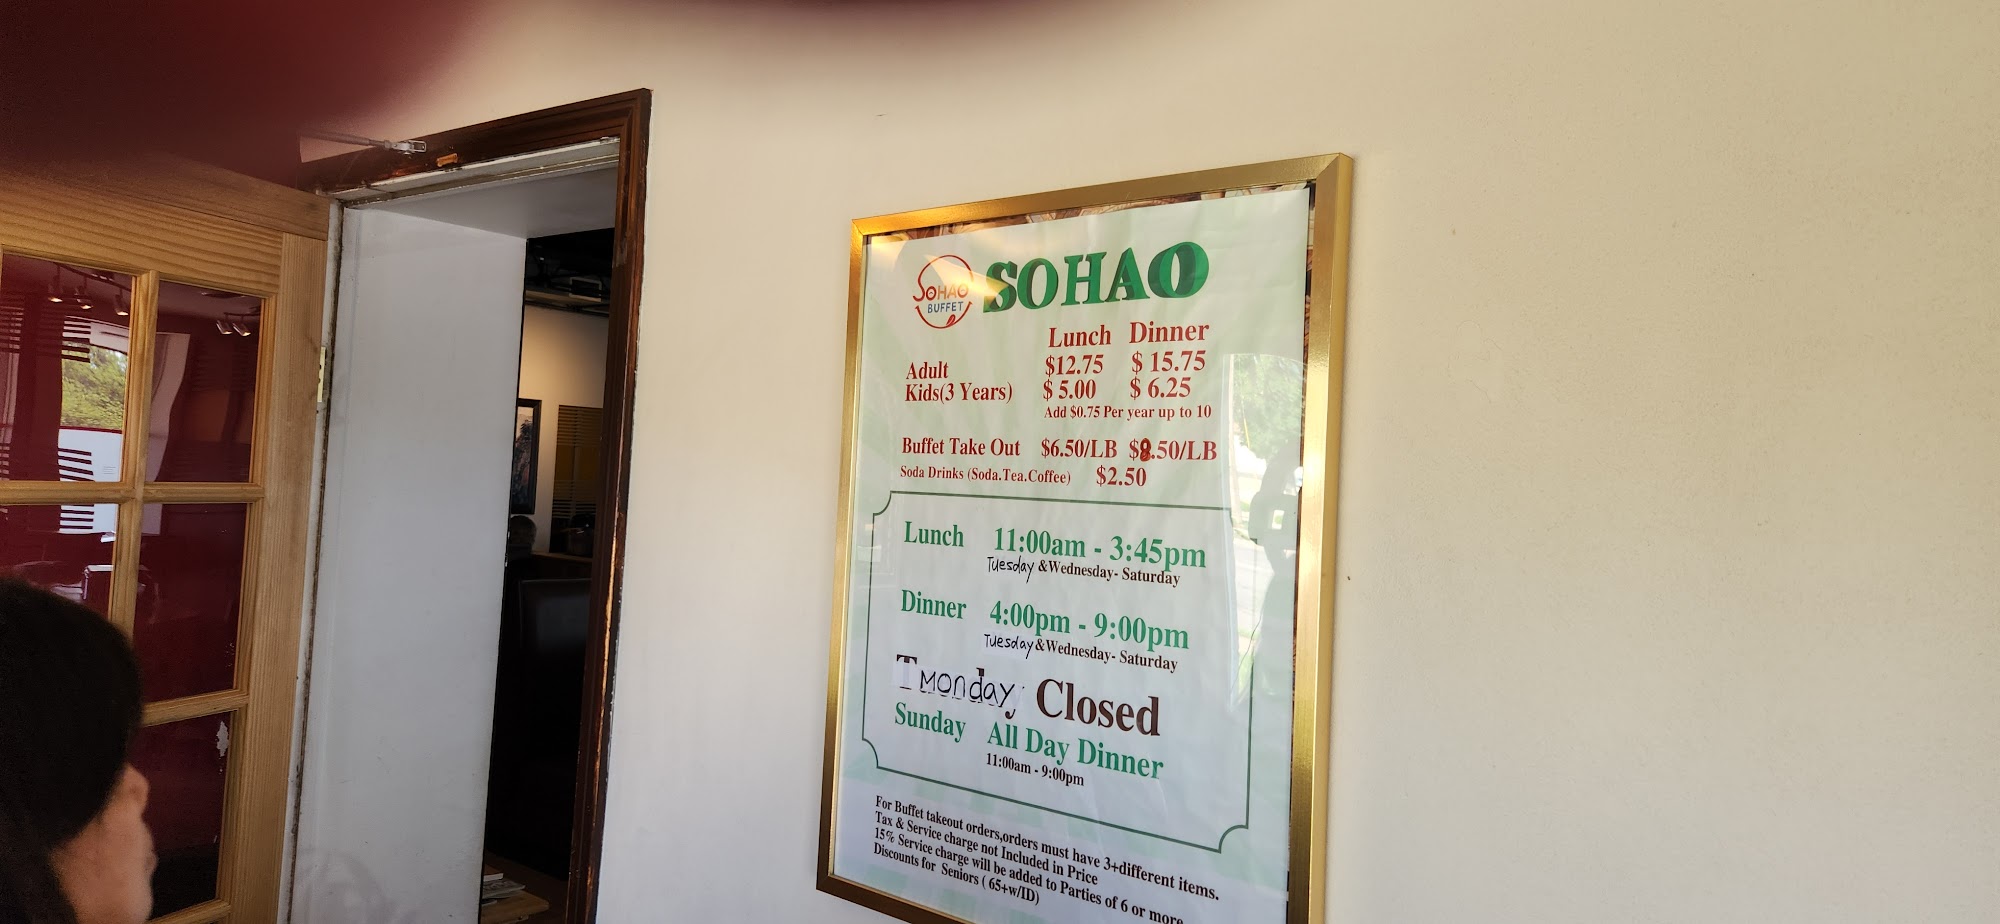 SOHAO BUFFET SOHAO
Lunch Dinner
Adult $12.75 $ 15.75
Kids(3 Years) $ 5.00 $ 6.25
Add $0.75 Per year up to 10
Buffet Take Out $6.50/LB $8.50/LB
Soda Drinks (Soda.Tea.Coffee) $2.50
Lunch 11:00am - 3:45pm
Tuesday &Wednesday- Saturday
Dinner 4:00pm - 9:00pm
Tuesday &Wednesday- Saturday
Monday Closed
Sunday All Day Dinner
11:00am - 9:00pm
For Buffet takeout orders,orders must have 3+different items.
Tax & Service charge not Included in Price
15% Service charge will be added to Parties of 6 or more
Discounts for Seniors ( 65+w/ID)